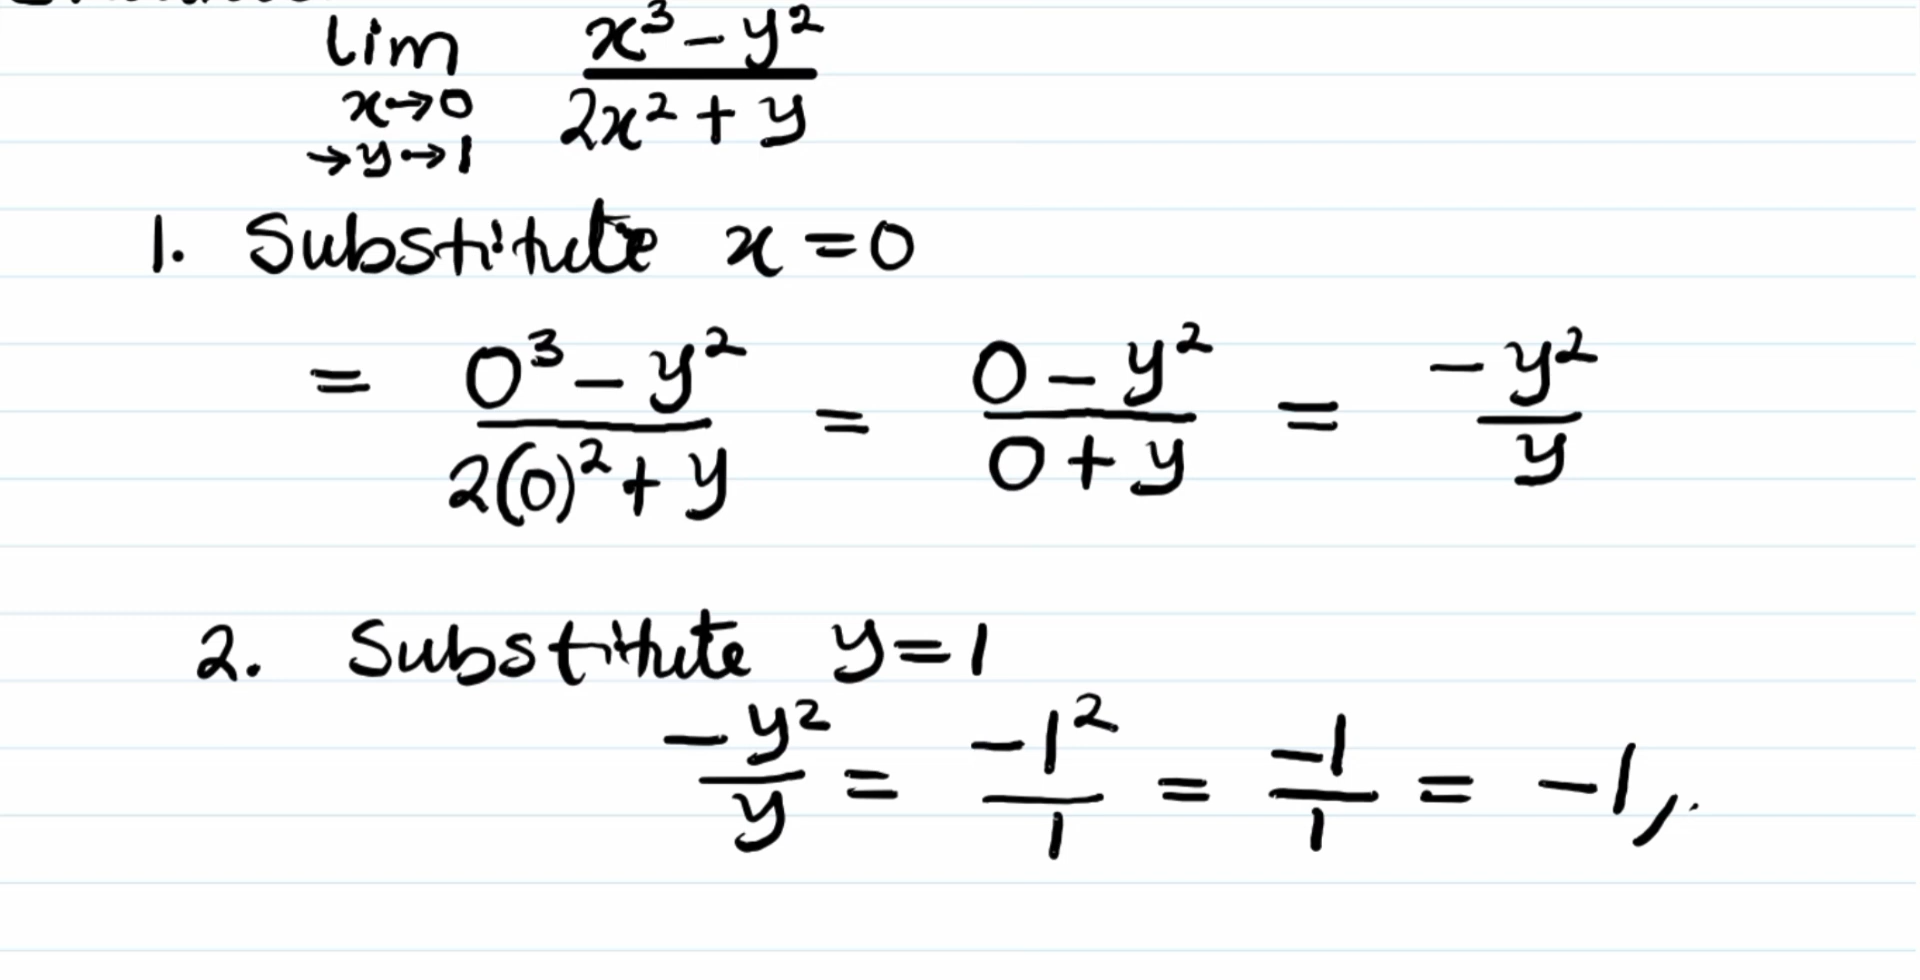 lim x³ – y²
x→0 2x² + y
→y→1
1. Substitute x = 0
= 0³ – y² / 2(0)² + y = 0 – y² / 0 + y = – y² / y
2. Substitute y = 1
– y² / y = – 1² / 1 = –1 / 1 = –1,